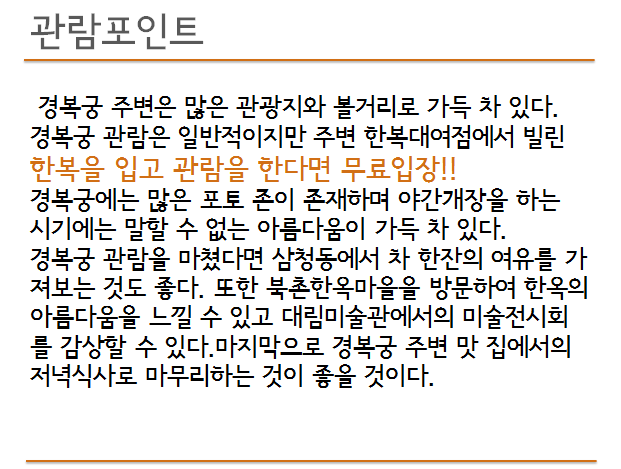 관람포인트
경복궁 주변은 많은 관광지와 볼거리로 가득 차 있다.
경복궁 관람은 일반적이지만 주변 한복대여점에서 빌린
한복을 입고 관람을 한다면 무료입장!!
경복궁에는 많은 포토 존이 존재하며 야간개장을 하는
시기에는 말할 수 없는 아름다움이 가득 차 있다.
경복궁 관람을 마쳤다면 삼청동에서 차 한잔의 여유를 가
져보는 것도 좋다. 또한 북촌한옥마을을 방문하여 한옥의
아름다움을 느낄 수 있고 대림미술관에서의 미술전시회
를 감상할 수 있다.마지막으로 경복궁 주변 맛 집에서의
저녁식사로 마무리하는 것이 좋을 것이다.